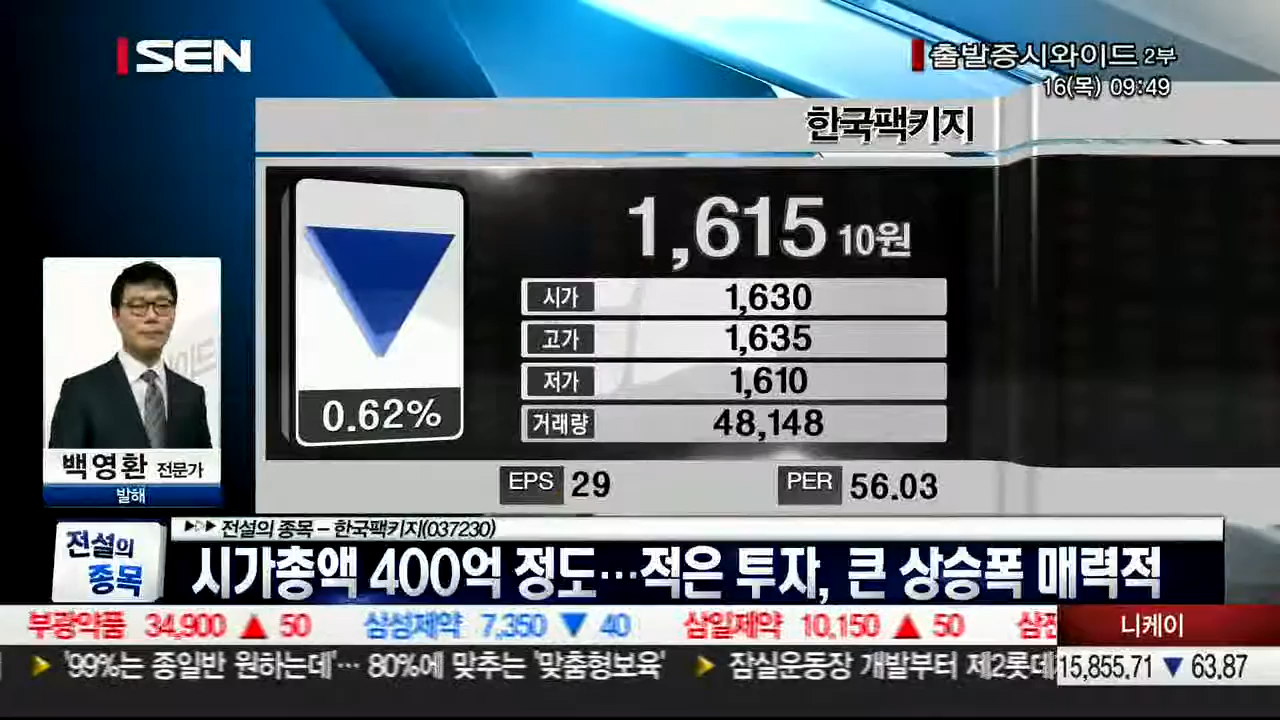 SEN
출발증시와이드 2부
16(목) 09:49
한국팩키지
1,615 10원
0.62%
시가 1,630
고가 1,635
저가 1,610
거래량 48,148
EPS 29
PER 56.03
백영환 전문가
발해
전설의 종목
전설의 종목 - 한국팩키지(037230)
시가총액 400억 정도…적은 투자, 큰 상승폭 매력적
부광약품 34,900 ▲ 50 삼성제약 7,350 ▼ 40 삼일제약 10,150 ▲ 50
니케이
'99%는 종일반 원하는데'… 80%에 맞추는 '맞춤형보육' 잠실운동장 개발부터 제2롯데
15,855.71 ▼ 63.87